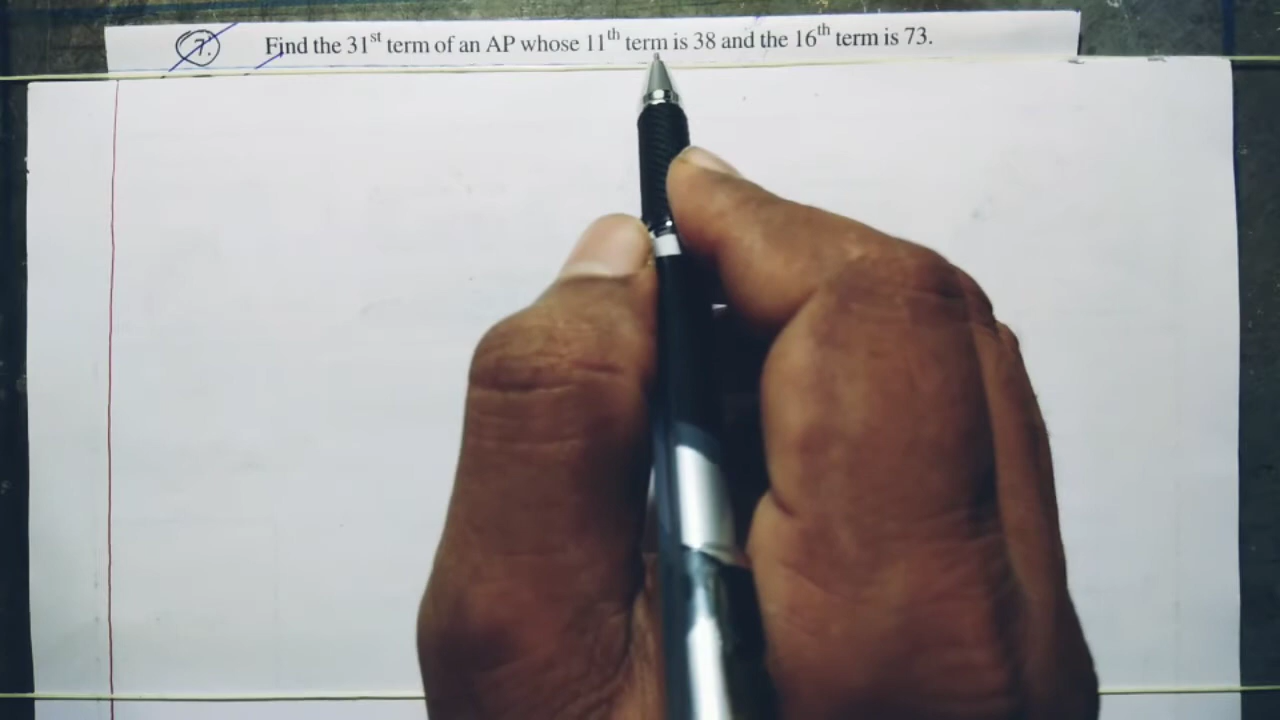 7. Find the 31st term of an AP whose 11th term is 38 and the 16th term is 73.